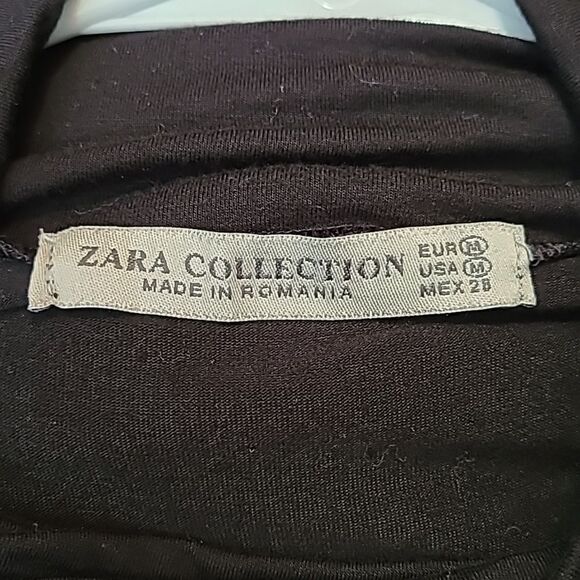 ZARA COLLECTION
MADE IN ROMANIA
EUR M
USA M
MEX 28